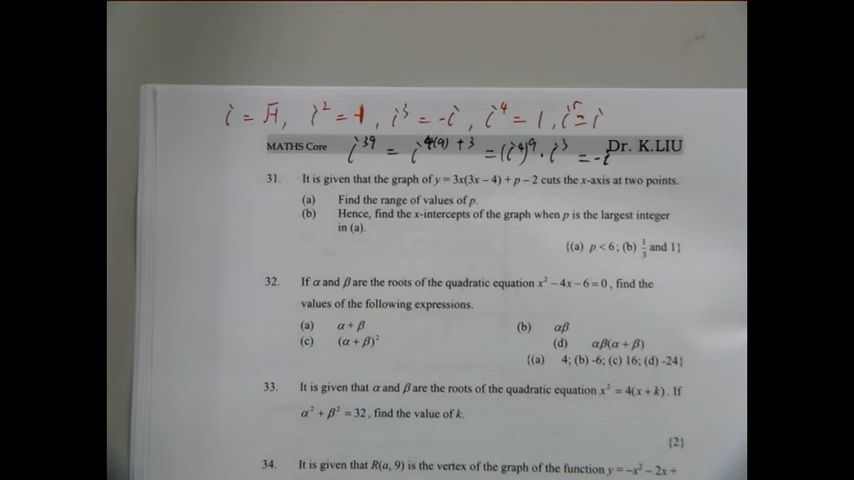 i = √-1, i² = -1, i³ = -i, i⁴ = 1, i⁵ = i
MATHS Core i³⁹ = i⁴⁽⁹⁾⁺³ = (i⁴)⁹ · i³ = -i Dr. K.LIU
31. It is given that the graph of y = 3x(3x – 4) + p – 2 cuts the x-axis at two points.
(a) Find the range of values of p.
(b) Hence, find the x-intercepts of the graph when p is the largest integer
in (a).
{(a) p < 6; (b) 1/3 and 1}
32. If α and β are the roots of the quadratic equation x² – 4x – 6 = 0, find the
values of the following expressions.
(a) α + β (b) αβ
(c) (α + β)² (d) αβ(α + β)
{(a) 4; (b) -6; (c) 16; (d) -24}
33. It is given that α and β are the roots of the quadratic equation x² = 4(x + k). If
α² + β² = 32, find the value of k.
{2}
34. It is given that R(a, 9) is the vertex of the graph of the function y = –x² – 2x +